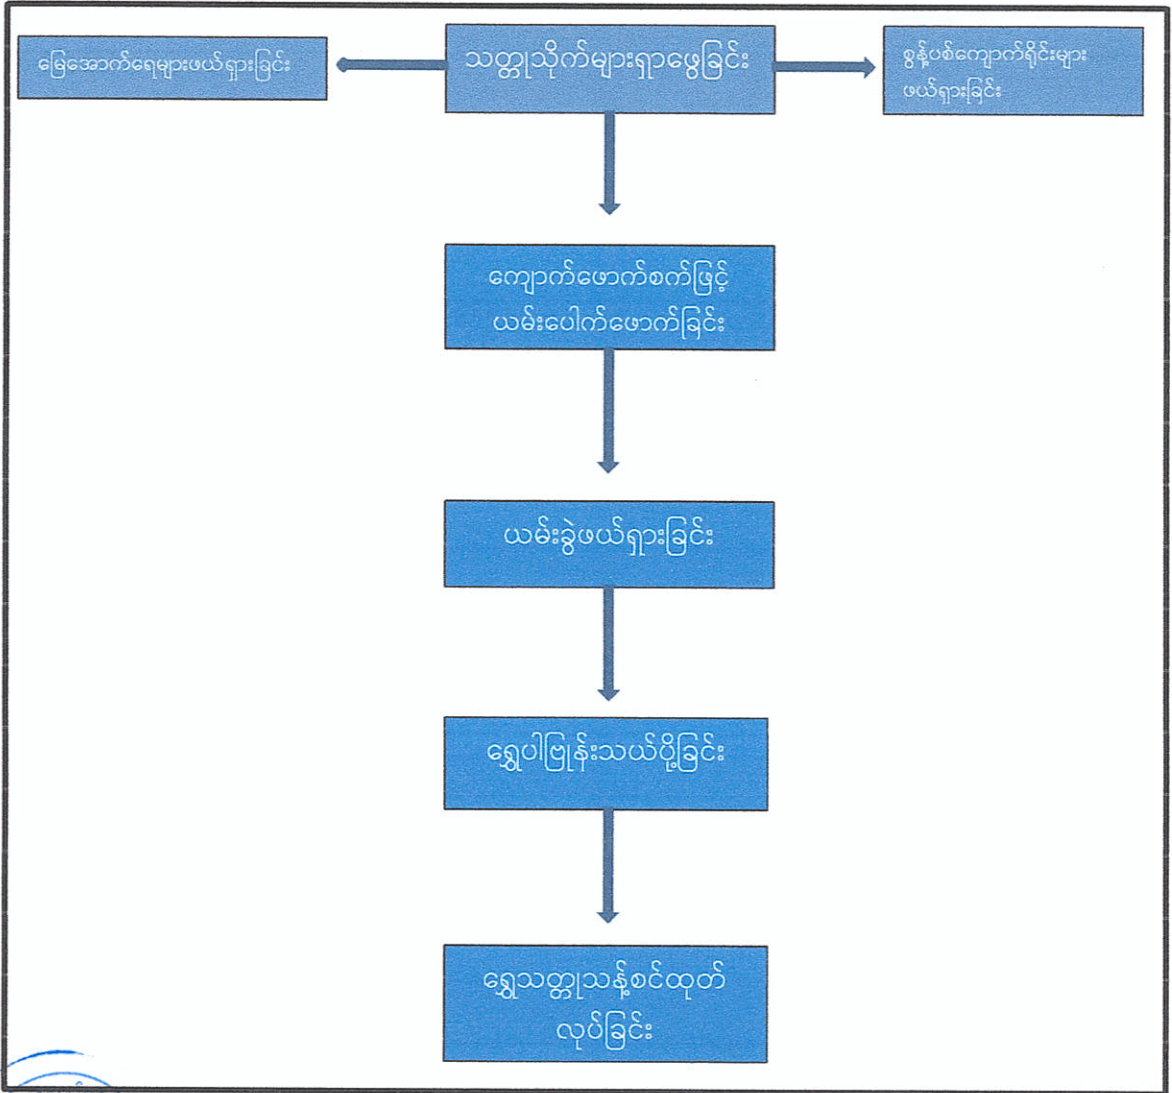 မြေအောက်ရေများဖယ်ရှားခြင်း
သတ္တုသိုက်များရှာဖွေခြင်း
စွန့်ပစ်ကျောက်ရိုင်းများ
ဖယ်ရှားခြင်း
ကျောက်ဖောက်စက်ဖြင့်
ယမ်းပေါက်ဖောက်ခြင်း
ယမ်းခွဲဖယ်ရှားခြင်း
ရွှေပါဗြုန်းသယ်ပို့ခြင်း
ရွှေသတ္တုသန့်စင်ထုတ်
လုပ်ခြင်း